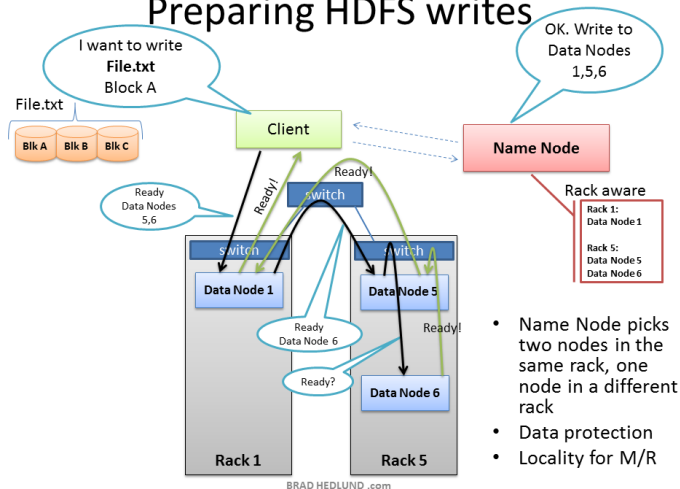 Preparing HDFS writes
I want to write
File.txt
Block A
OK. Write to
Data Nodes
1,5,6
File.txt
Blk A
Blk B
Blk C
Client
Name Node
Ready!
Ready!
switch
Ready
Data Nodes
5,6
Rack aware
Rack 1:
Data Node 1
Rack 5:
Data Node 5
Data Node 6
switch
switch
Data Node 1
Data Node 5
Ready
Data Node 6
Ready!
Ready?
Data Node 6
Rack 1
Rack 5
• Name Node picks
two nodes in the
same rack, one
node in a different
rack
• Data protection
• Locality for M/R
BRAD HEDLUND .com